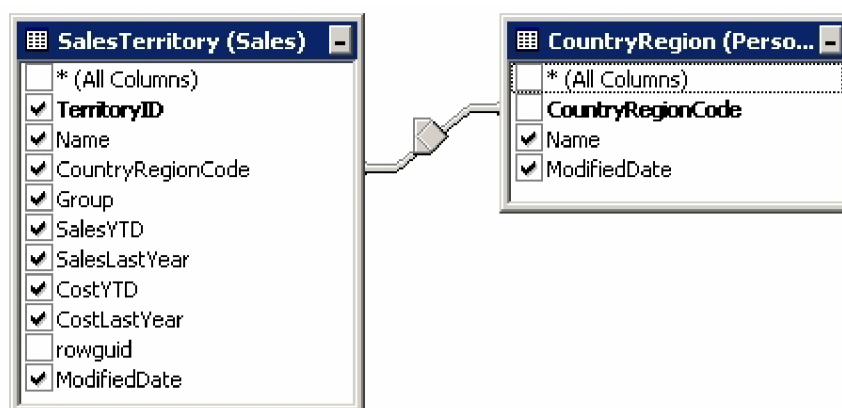 SalesTerritory (Sales)
* (All Columns)
TerritoryID
Name
CountryRegionCode
Group
SalesYTD
SalesLastYear
CostYTD
CostLastYear
rowguid
ModifiedDate
CountryRegion (Perso...
* (All Columns)
CountryRegionCode
Name
ModifiedDate